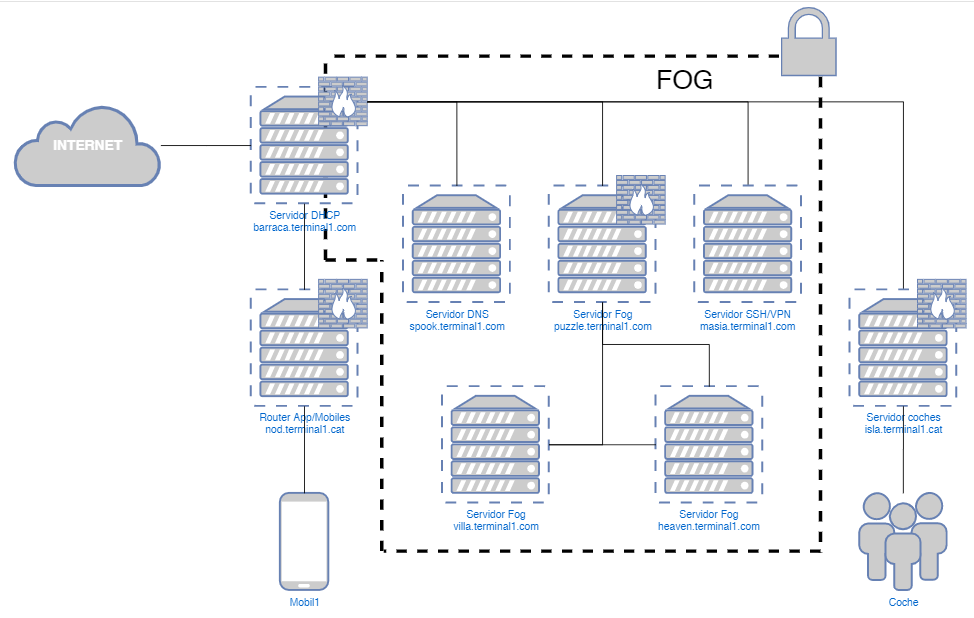 FOG
INTERNET
Servidor DHCP
barraca.terminal1.com
Servidor DNS
spook.terminal1.com
Servidor Fog
puzzle.terminal1.com
Servidor SSH/VPN
masia.terminal1.com
Router App/Mobiles
nod.terminal1.cat
Servidor coches
isla.terminal1.cat
Servidor Fog
villa.terminal1.com
Servidor Fog
heaven.terminal1.com
Mobil1
Coche